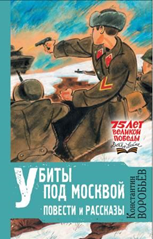 75 ЛЕТ
ВЕЛИКОЙ
ПОБЕДЫ
УБИТЫ
ПОД МОСКВОЙ
ПОВЕСТИ И РАССКАЗЫ
Константин
ВОРОБЬЁВ